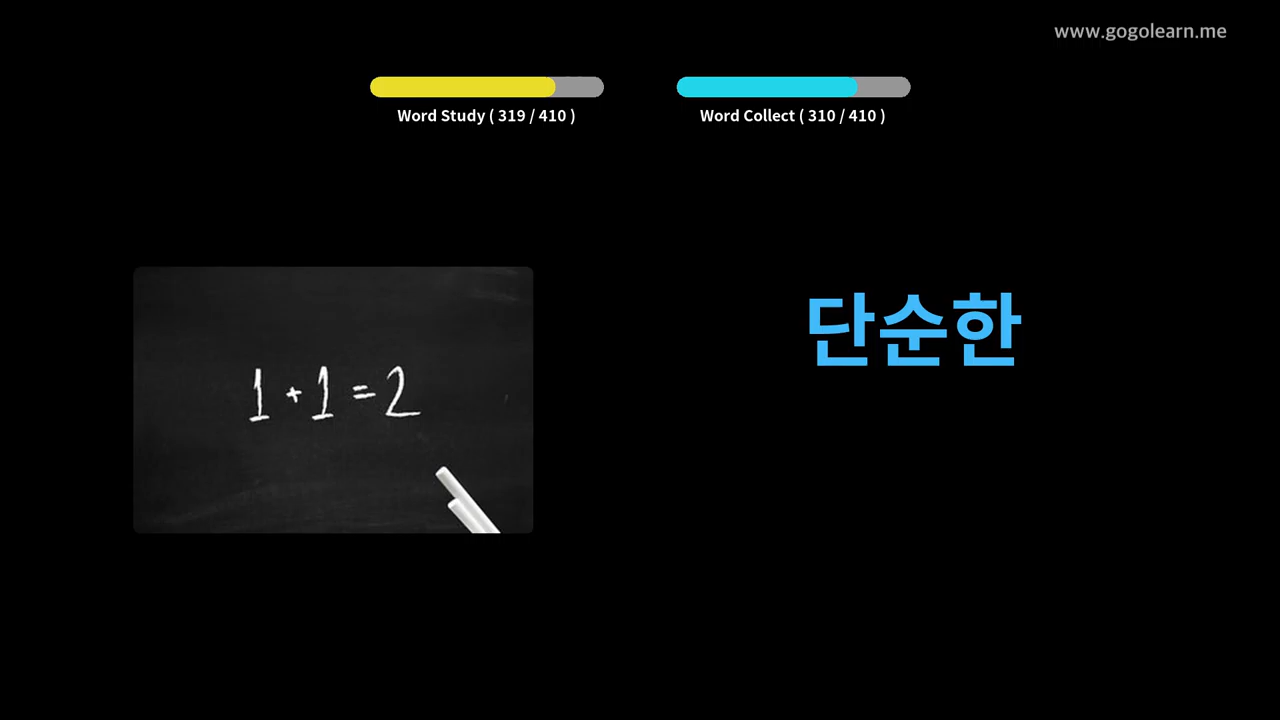 www.gogolearn.me
Word Study ( 319 / 410 )
Word Collect ( 310 / 410 )
1 + 1 = 2
단순한